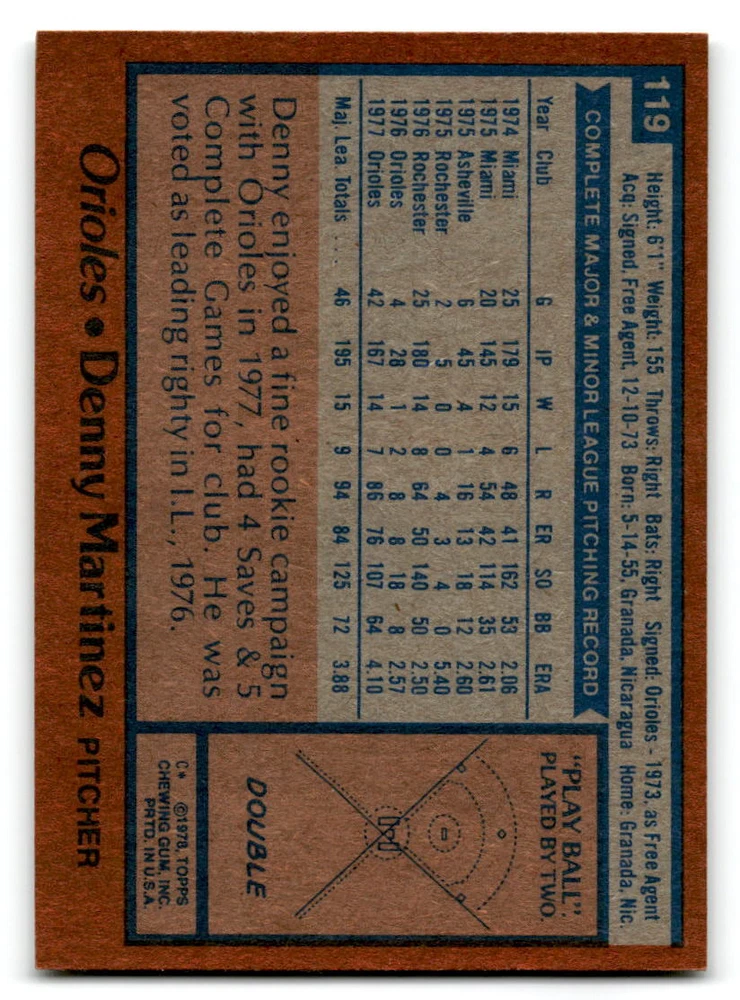 119
Height: 6'1" Weight: 155 Throws: Right Bats: Right Signed: Orioles - 1973. as Free Agent
Acq: Signed, Free Agent, 12-10-73 Born: 5-14-55, Granada, Nicaragua Home: Granada, Nic.
COMPLETE MAJOR & MINOR LEAGUE PITCHING RECORD
Year Club G IP W L R ER SO BB ERA
1974 Miami 25 179 15 6 48 41 162 53 2.06
1975 Miami 20 145 12 4 54 42 114 35 2.61
1975 Asheville 6 45 4 1 16 13 18 12 2.60
1975 Rochester 2 5 0 0 4 3 4 0 5.40
1976 Rochester 25 180 14 8 64 50 140 50 2.50
1976 Orioles 4 28 1 2 8 8 18 8 2.57
1977 Orioles 42 167 14 7 86 76 107 64 4.10
Maj. Lea. Totals . . . 46 195 15 9 94 84 125 72 3.88
Denny enjoyed a fine rookie campaign
with Orioles in 1977, had 4 Saves & 5
Complete Games for club. He was
voted as leading righty in I.L., 1976.
"PLAY BALL".
PLAYED BY TWO.
DOUBLE
C* ©1978, TOPPS
CHEWING GUM, INC.
PRTD. IN U.S.A.
Orioles • Denny Martinez PITCHER